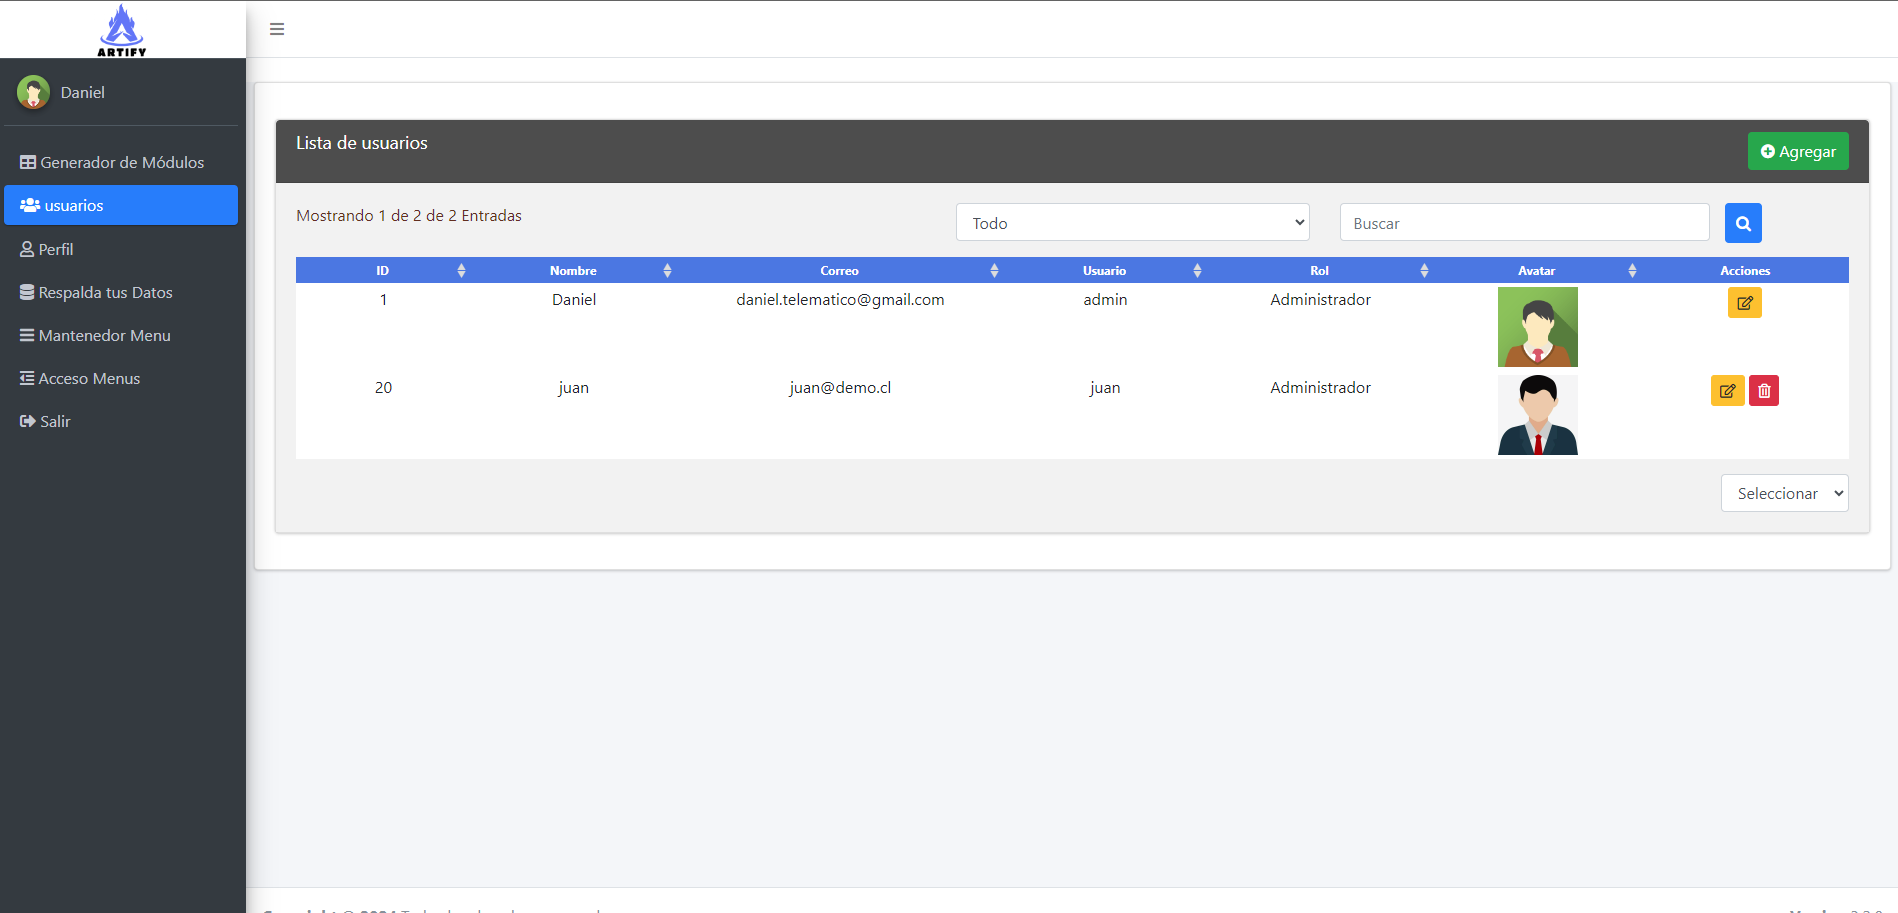 ARTIFY
Daniel
Generador de Módulos
usuarios
Perfil
Respalda tus Datos
Mantenedor Menu
Acceso Menus
Salir
Lista de usuarios
Agregar
Mostrando 1 de 2 de 2 Entradas
Todo
Buscar
ID Nombre Correo Usuario Rol Avatar Acciones
1 Daniel daniel.telematico@gmail.com admin Administrador
20 juan juan@demo.cl juan Administrador
Seleccionar